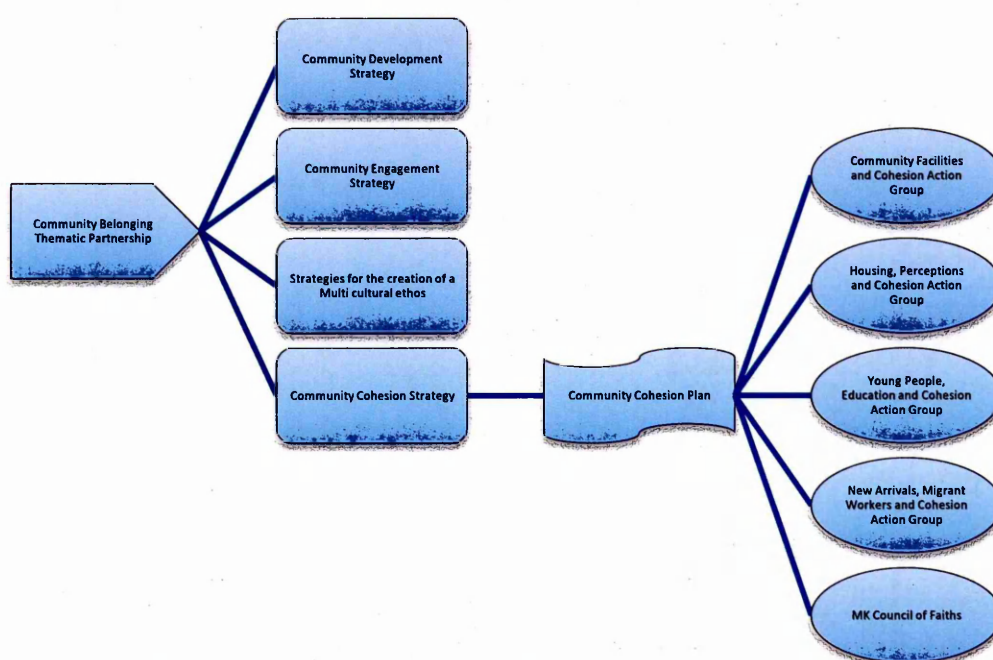 Community Belonging
Thematic Partnership
Community Development
Strategy
Community Engagement
Strategy
Strategies for the creation of a
Multi cultural ethos
Community Cohesion Strategy
Community Cohesion Plan
Community Facilities
and Cohesion Action
Group
Housing, Perceptions
and Cohesion Action
Group
Young People,
Education and Cohesion
Action Group
New Arrivals, Migrant
Workers and Cohesion
Action Group
MK Council of Faiths